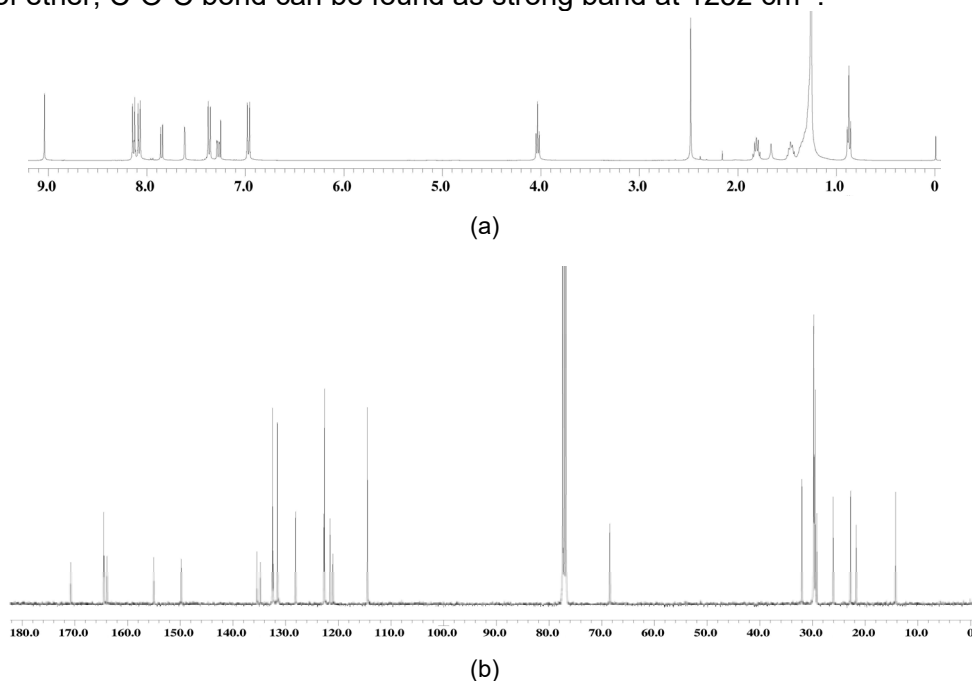 of ether, C-O-C bond can be found as strong band at 1252 cm⁻¹.
9.0 8.0 7.0 6.0 5.0 4.0 3.0 2.0 1.0 0
(a)
180.0 170.0 160.0 150.0 140.0 130.0 120.0 110.0 100.0 90.0 80.0 70.0 60.0 50.0 40.0 30.0 20.0 10.0 0
(b)